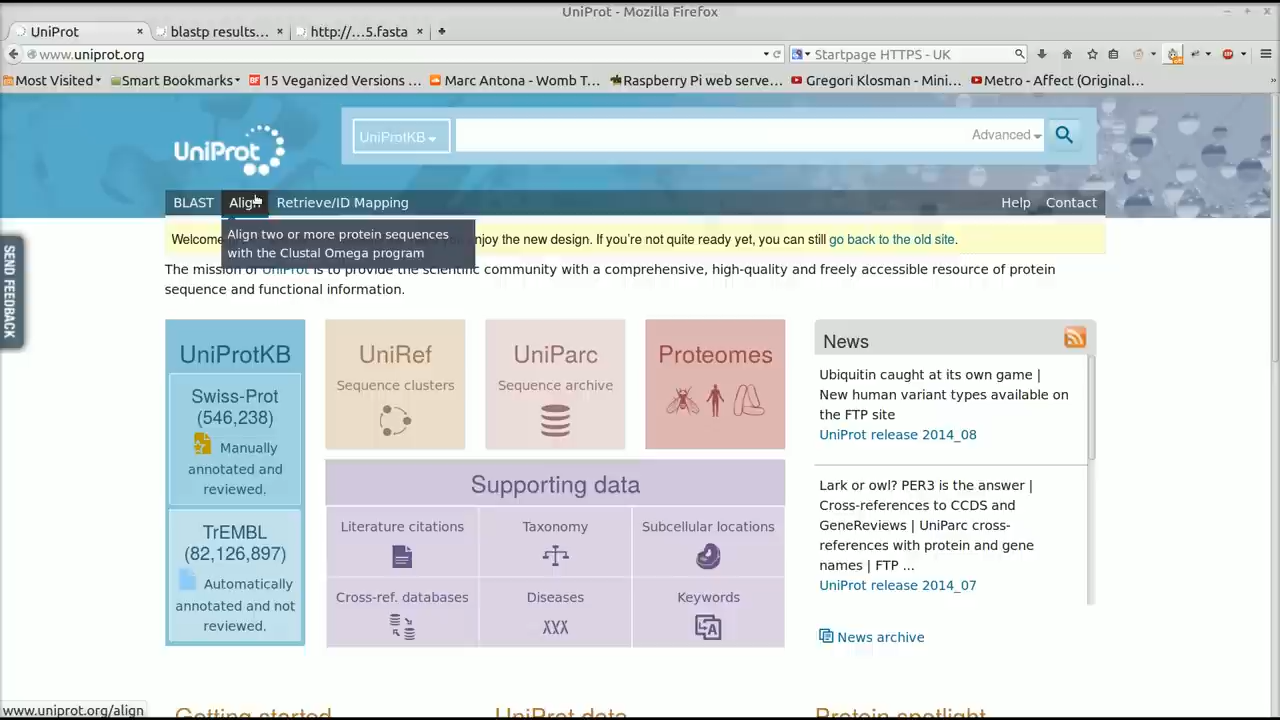 UniProt - Mozilla Firefox
UniProt × blastp results... × http://...5.fasta ×
www.uniprot.org Startpage HTTPS - UK
Most Visited Smart Bookmarks 15 Veganized Versions ... Marc Antona - Womb T... Raspberry Pi web serve... Gregori Klosman - Mini... Metro - Affect (Original... »
UniProtKB Advanced
UniProt
BLAST Align Retrieve/ID Mapping Help Contact
Align two or more protein sequences
with the Clustal Omega program
Welcome njoy the new design. If you're not quite ready yet, you can still go back to the old site.
The mission of UniProt is to provide the scientific community with a comprehensive, high-quality and freely accessible resource of protein
sequence and functional information.
SEND FEEDBACK
UniProtKB
Swiss-Prot
(546,238)
Manually
annotated and
reviewed.
TrEMBL
(82,126,897)
Automatically
annotated and not
reviewed.
UniRef
Sequence clusters
UniParc
Sequence archive
Proteomes
Supporting data
Literature citations Taxonomy Subcellular locations
Cross-ref. databases Diseases Keywords
News
Ubiquitin caught at its own game |
New human variant types available on
the FTP site
UniProt release 2014_08
Lark or owl? PER3 is the answer |
Cross-references to CCDS and
GeneReviews | UniParc cross-
references with protein and gene
names | FTP ...
UniProt release 2014_07
News archive
Getting started UniProt data Protein spotlight
www.uniprot.org/align